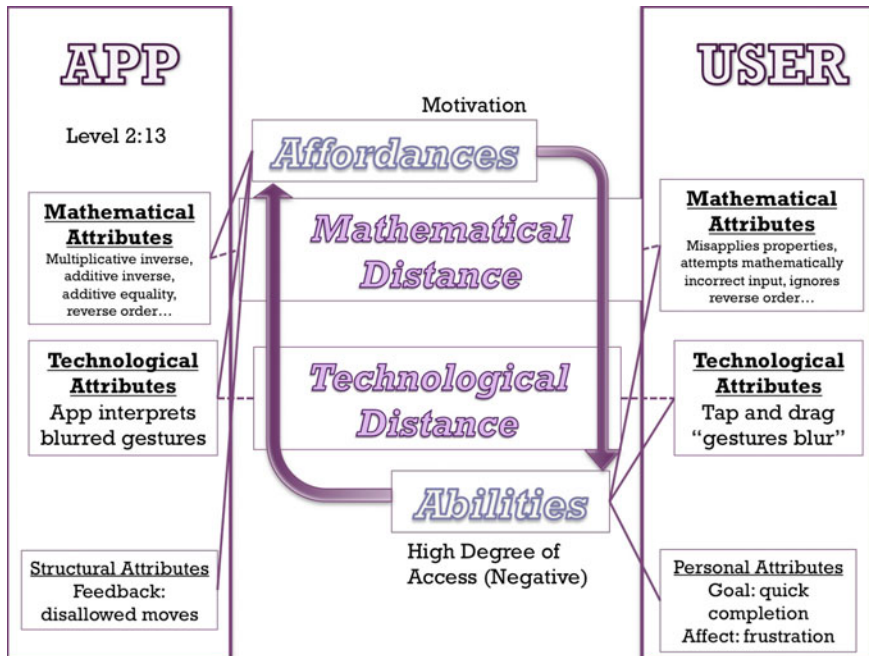 APP
Level 2:13
Mathematical
Attributes
Multiplicative inverse,
additive inverse,
additive equality,
reverse order...
Technological
Attributes
App interprets
blurred gestures
Structural Attributes
Feedback:
disallowed moves
Motivation
Affordances
Mathematical
Distance
Technological
Distance
Abilities
High Degree of
Access (Negative)
USER
Mathematical
Attributes
Misapplies properties,
attempts mathematically
incorrect input, ignores
reverse order...
Technological
Attributes
Tap and drag
“gestures blur”
Personal Attributes
Goal: quick
completion
Affect: frustration